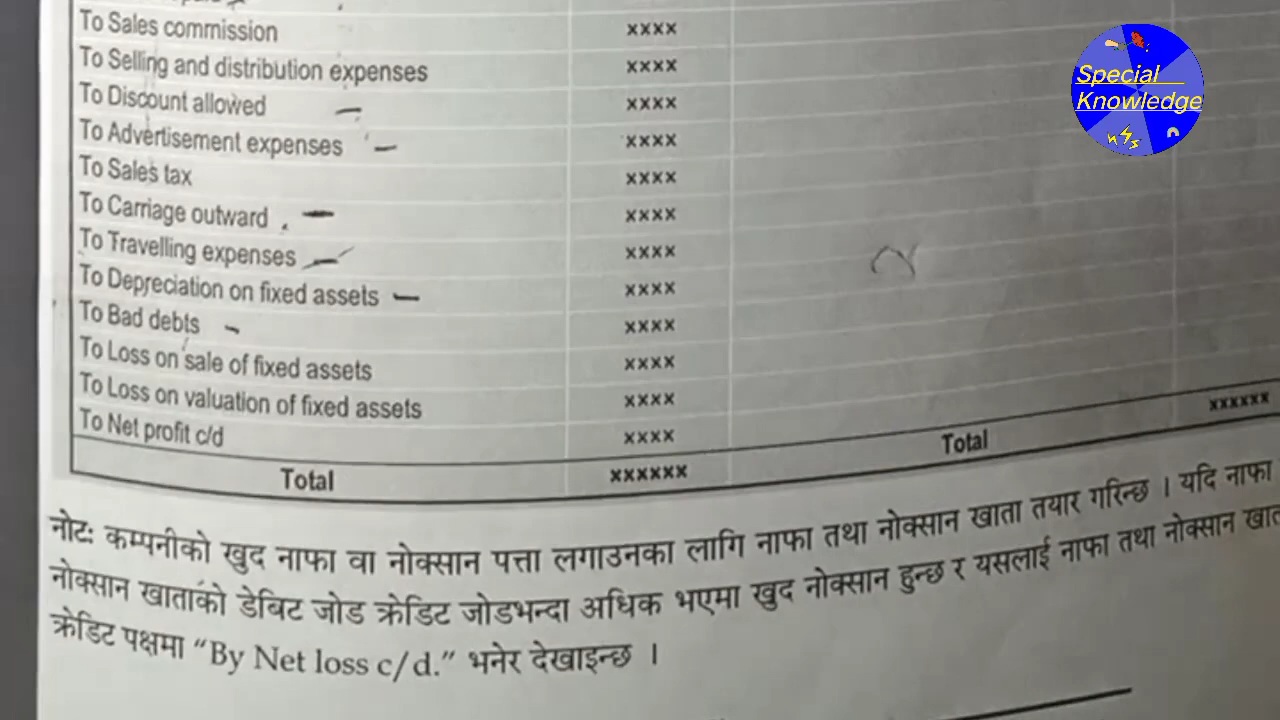 To Sales commission xxxx
To Selling and distribution expenses xxxx
To Discount allowed xxxx
To Advertisement expenses xxxx
To Sales tax xxxx
To Carriage outward xxxx
To Travelling expenses xxxx
To Depreciation on fixed assets xxxx
To Bad debts xxxx
To Loss on sale of fixed assets xxxx
To Loss on valuation of fixed assets xxxx
To Net profit c/d xxxx
Total xxxxxx Total xxxxxx
नोटः कम्पनीको खुद नाफा वा नोक्सान पत्ता लगाउनका लागि नाफा तथा नोक्सान खाता तयार गरिन्छ । यदि नाफा
नोक्सान खाताको डेबिट जोड क्रेडिट जोडभन्दा अधिक भएमा खुद नोक्सान हुन्छ र यसलाई नाफा तथा नोक्सान
क्रेडिट पक्षमा “By Net loss c/d.” भनेर देखाइन्छ ।
Special
Knowledge